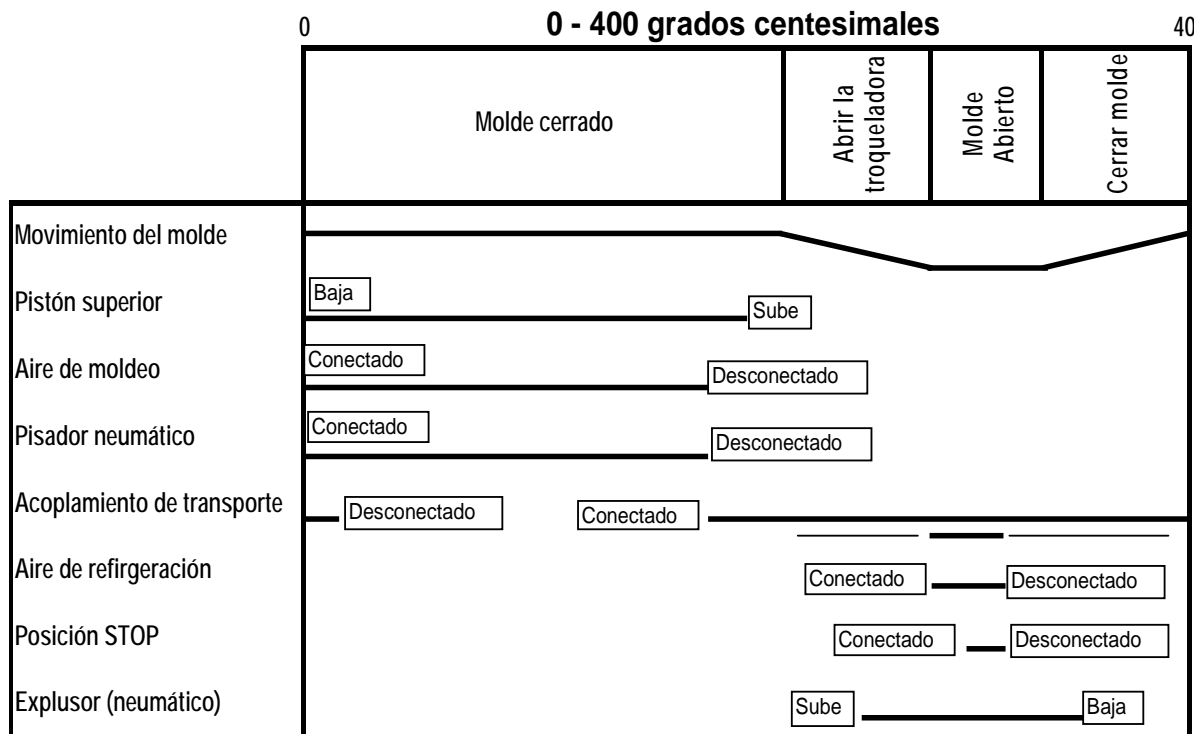 0 0 - 400 grados centesimales 40
Molde cerrado
Abrir la
troqueladora
Molde
Abierto
Cerrar molde
Movimiento del molde
Pistón superior
Baja
Sube
Aire de moldeo
Conectado
Desconectado
Pisador neumático
Conectado
Desconectado
Acoplamiento de transporte
Desconectado
Conectado
Aire de refirgeración
Conectado
Desconectado
Posición STOP
Conectado
Desconectado
Explusor (neumático)
Sube
Baja